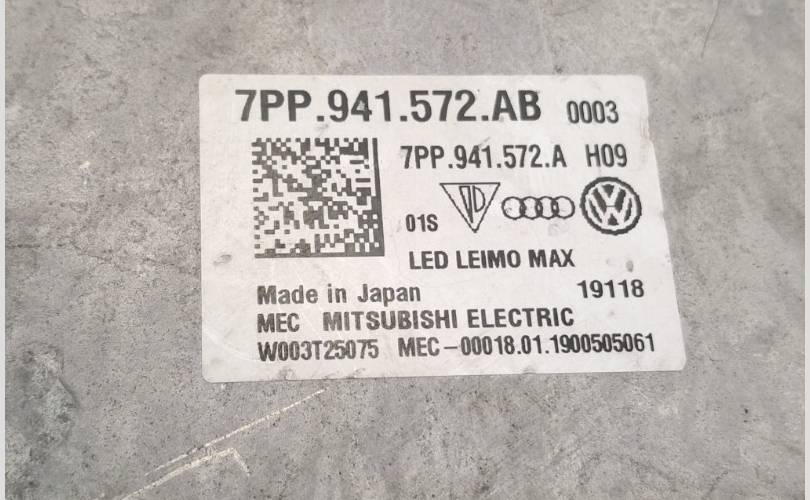 7PP.941.572.AB 0003
7PP.941.572.A H09
01S
LED LEIMO MAX
Made in Japan 19118
MEC MITSUBISHI ELECTRIC
W003T25075 MEC-00018.01.1900505061